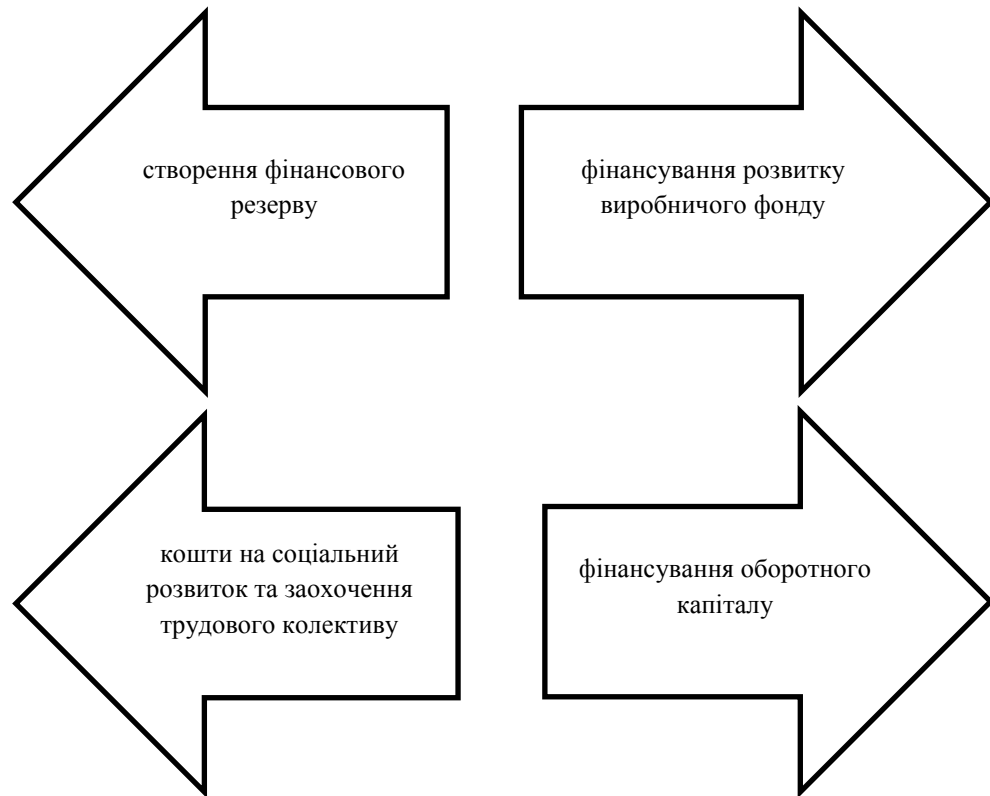 створення фінансового
резерву
фінансування розвитку
виробничого фонду
кошти на соціальний
розвиток та заохочення
трудового колективу
фінансування оборотного
капіталу